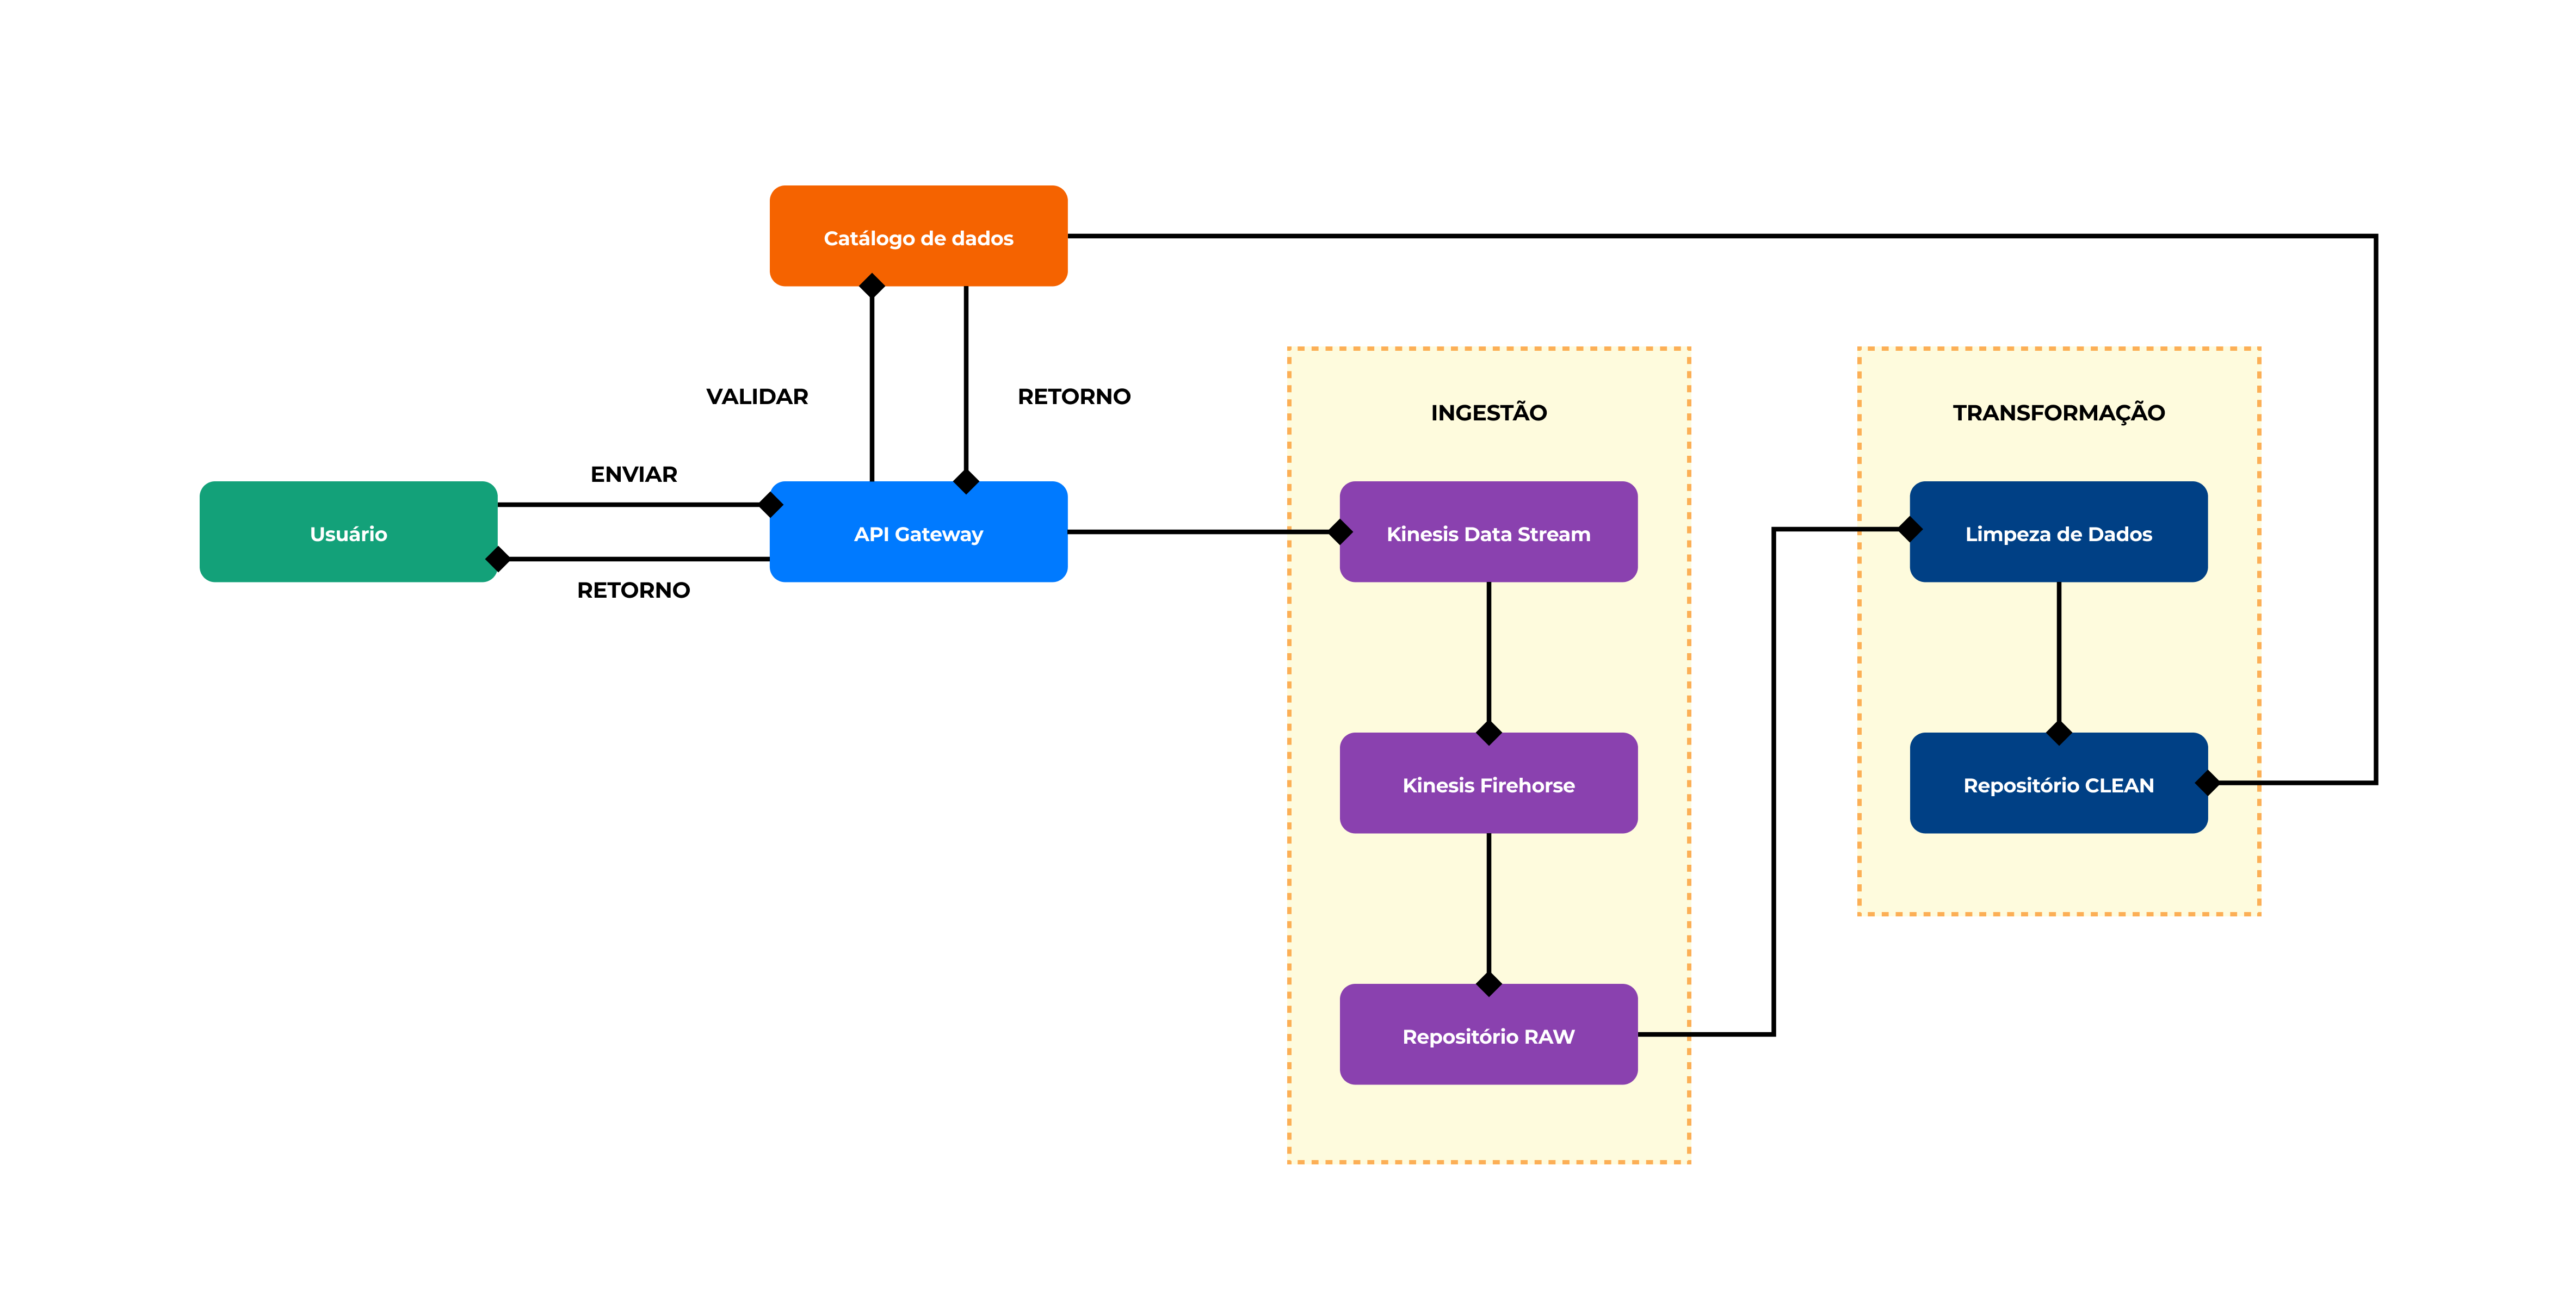 Catálogo de dados
VALIDAR
RETORNO
ENVIAR
Usuário
API Gateway
RETORNO
INGESTÃO
Kinesis Data Stream
Kinesis Firehorse
Repositório RAW
TRANSFORMAÇÃO
Limpeza de Dados
Repositório CLEAN